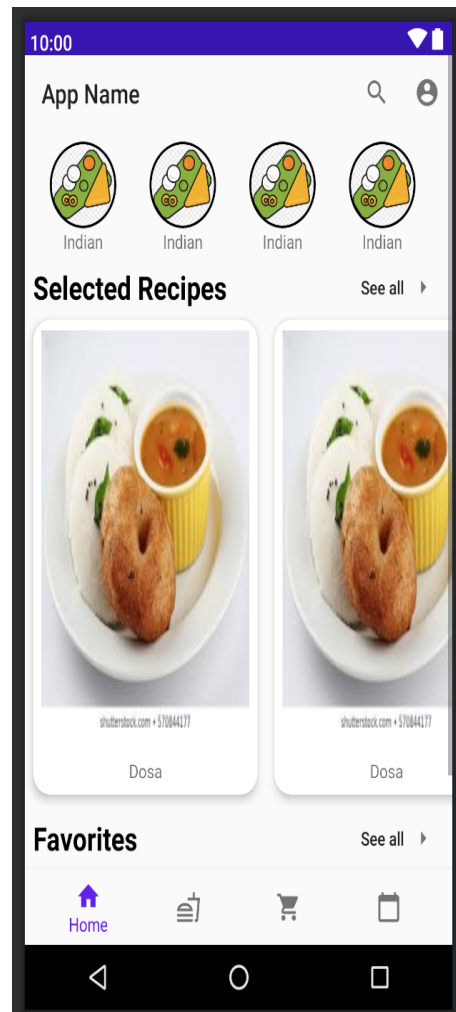 10:00
App Name
Indian Indian Indian Indian
Selected Recipes See all
shutterstock.com • 570844177 shutterstock.com • 570844177
Dosa Dosa
Favorites See all
Home